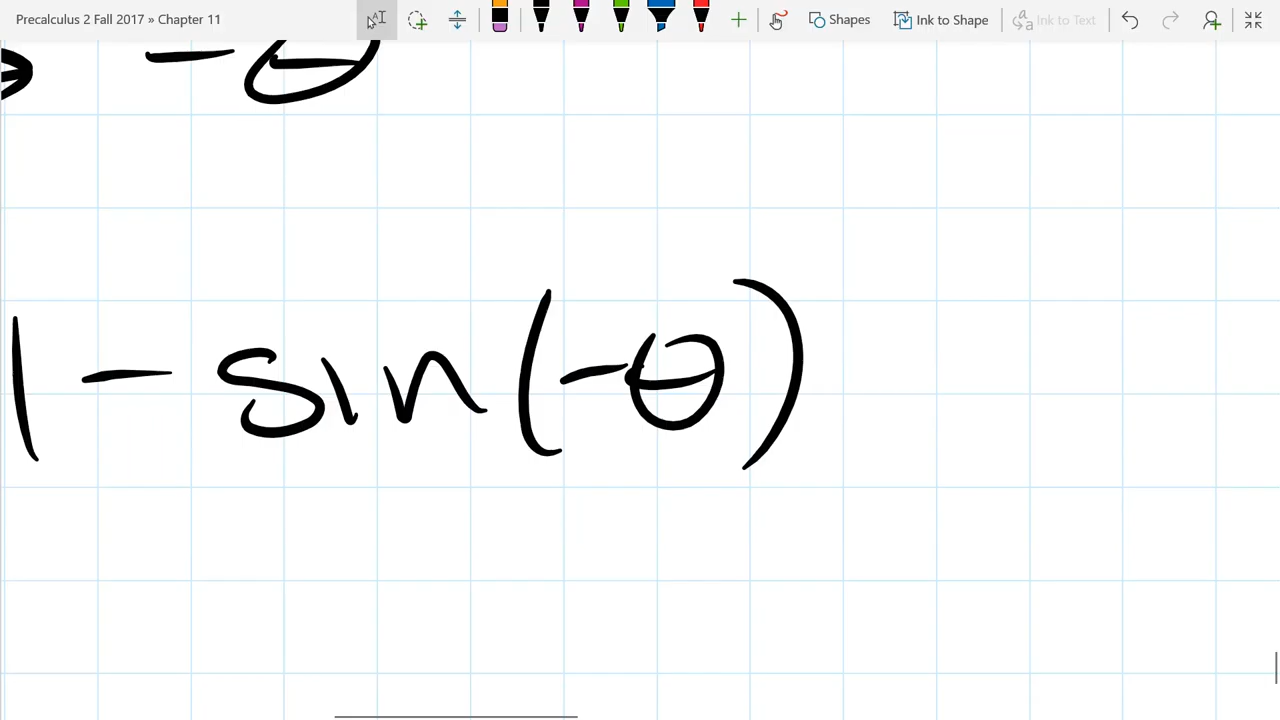 Precalculus 2 Fall 2017 » Chapter 11
Shapes
Ink to Shape
Ink to Text
-θ
1 - sin(-θ)